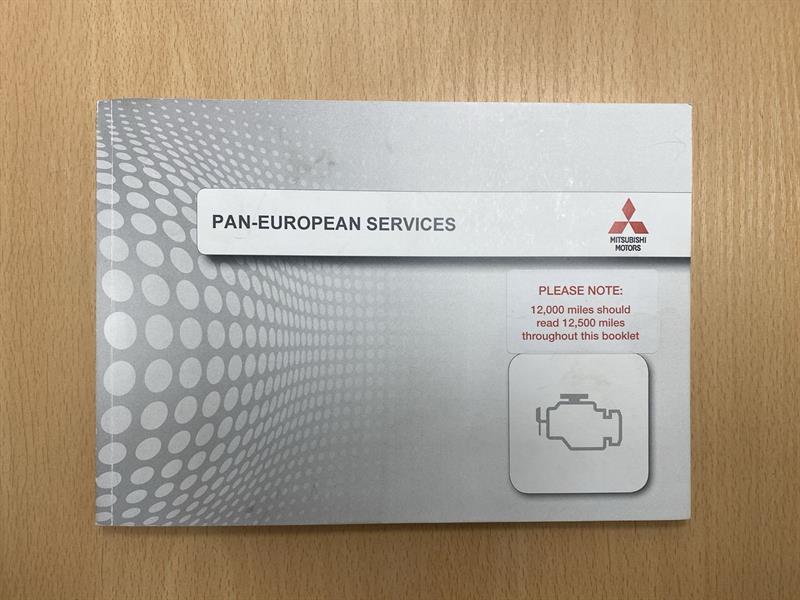 PAN-EUROPEAN SERVICES
MITSUBISHI
MOTORS
PLEASE NOTE:
12,000 miles should
read 12,500 miles
throughout this booklet